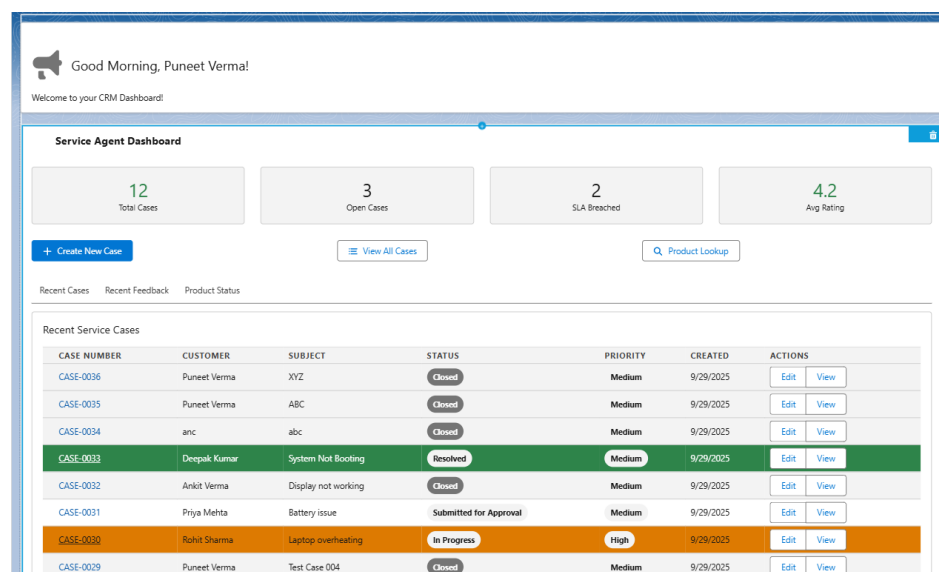 Good Morning, Puneet Verma!
Welcome to your CRM Dashboard!
Service Agent Dashboard
12 3 2 4.2
Total Cases Open Cases SLA Breached Avg Rating
+ Create New Case View All Cases Product Lookup
Recent Cases Recent Feedback Product Status
Recent Service Cases
CASE NUMBER CUSTOMER SUBJECT STATUS PRIORITY CREATED ACTIONS
CASE-0036 Puneet Verma XYZ Closed Medium 9/29/2025 Edit View
CASE-0035 Puneet Verma ABC Closed Medium 9/29/2025 Edit View
CASE-0034 anc abc Closed Medium 9/29/2025 Edit View
CASE-0033 Deepak Kumar System Not Booting Resolved Medium 9/29/2025 Edit View
CASE-0032 Ankit Verma Display not working Closed Medium 9/29/2025 Edit View
CASE-0031 Priya Mehta Battery issue Submitted for Approval Medium 9/29/2025 Edit View
CASE-0030 Rohit Sharma Laptop overheating In Progress High 9/29/2025 Edit View
CASE-0029 Puneet Verma Test Case 004 Closed Medium 9/29/2025 Edit View